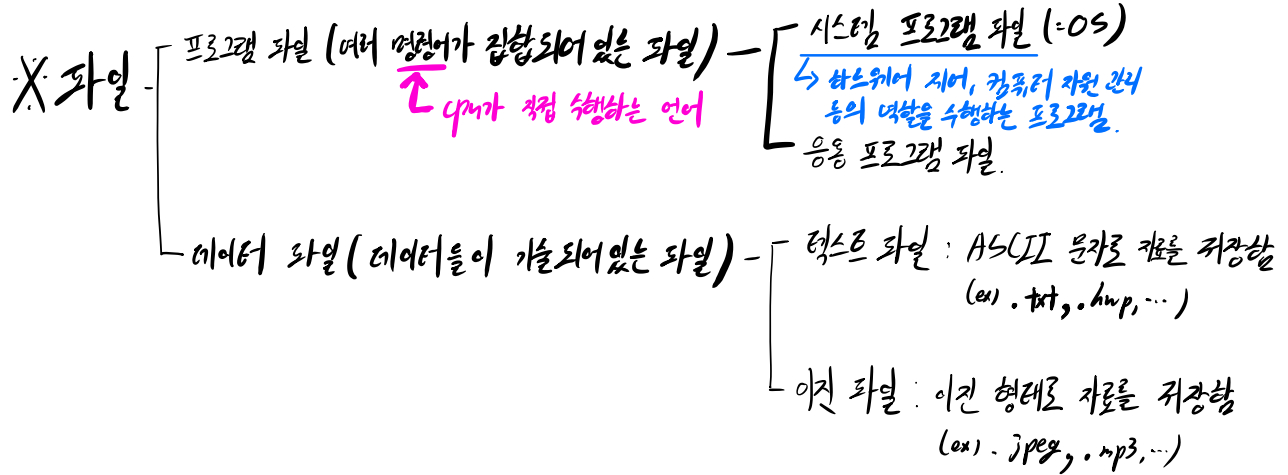 ※ 파일
프로그램 파일 (여러 명령어가 집합되어 있는 파일)
직접 수행하는 언어
시스템 프로그램 파일 (=OS)
↳ 하드웨어 제어, 컴퓨터 자원 관리
등의 역할을 수행하는 프로그램.
응용 프로그램 파일.
데이터 파일 (데이터들이 기술되어있는 파일)
텍스트 파일 : ASCII 문자로 자료를 저장함
(ex) .txt, .hwp, …)
이진 파일 : 이진 형태로 자료를 저장함
(ex) .jpeg, .mp3, …)